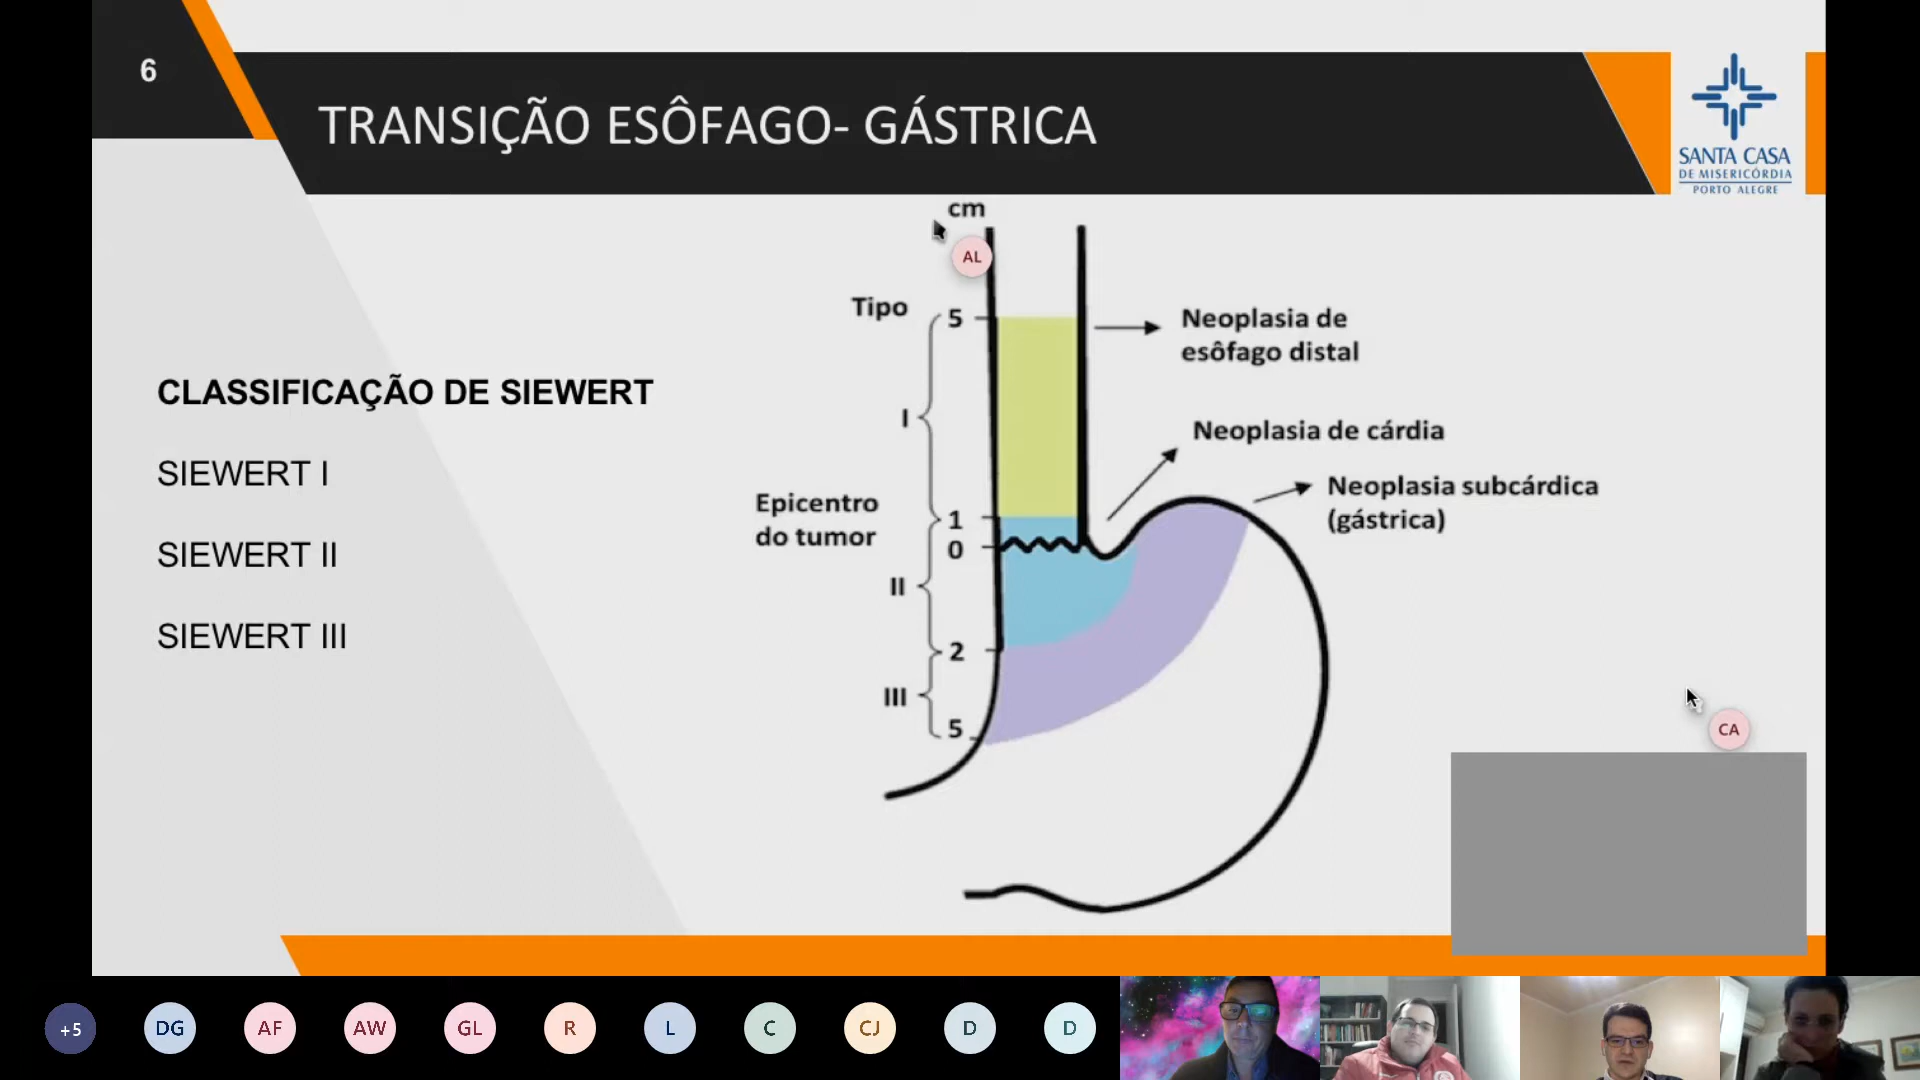 6
TRANSIÇÃO ESÔFAGO- GÁSTRICA
SANTA CASA
DE MISERICÓRDIA
PORTO ALEGRE
CLASSIFICAÇÃO DE SIEWERT
SIEWERT I
SIEWERT II
SIEWERT III
cm
AL
Tipo
5
I
Epicentro
do tumor
1
0
II
2
III
5
Neoplasia de
esôfago distal
Neoplasia de cárdia
Neoplasia subcárdica
(gástrica)
CA
+5
DG
AF
AW
GL
R
L
C
CJ
D
D